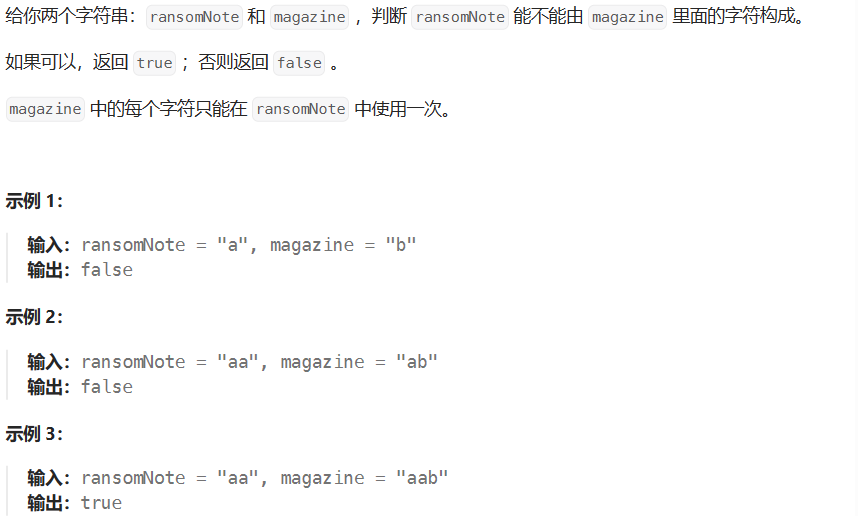 给你两个字符串：ransomNote 和 magazine ，判断 ransomNote 能不能由 magazine 里面的字符构成。
如果可以，返回 true ；否则返回 false 。
magazine 中的每个字符只能在 ransomNote 中使用一次。
示例 1：
输入：ransomNote = "a", magazine = "b"
输出：false
示例 2：
输入：ransomNote = "aa", magazine = "ab"
输出：false
示例 3：
输入：ransomNote = "aa", magazine = "aab"
输出：true